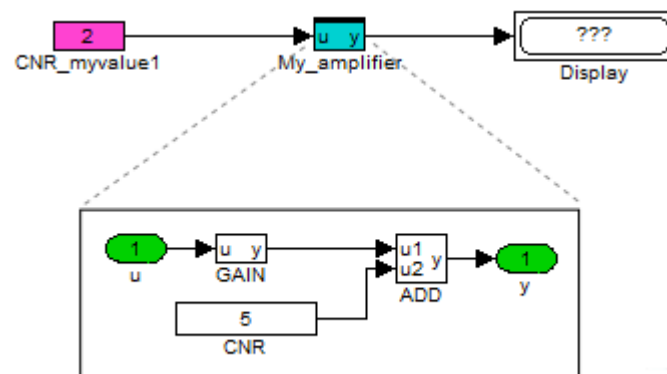 2
u y
???
CNR_myvalue1
My_amplifier
Display
1
u y
u1
u2
y
1
u
GAIN
ADD
y
5
CNR